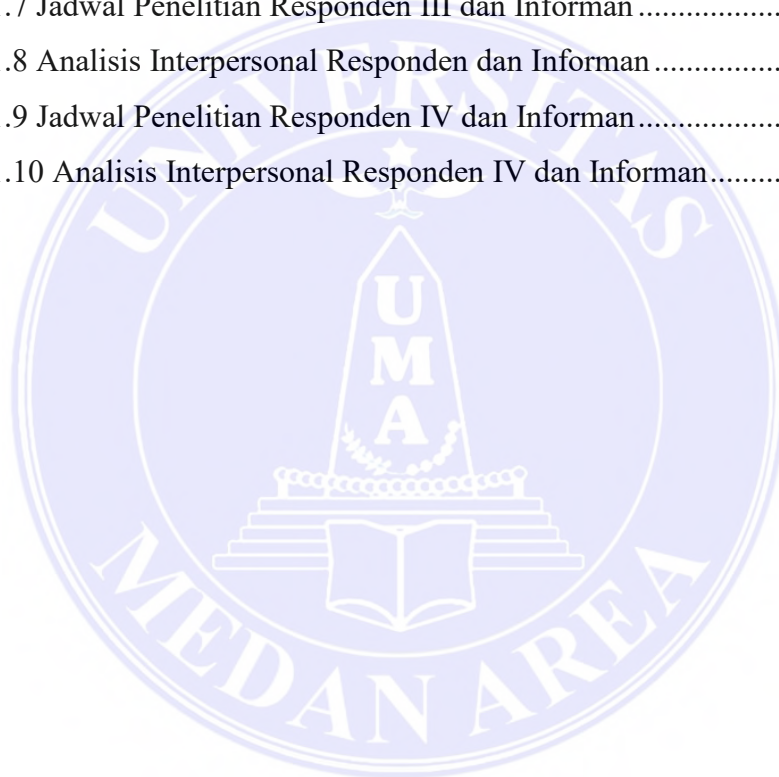 .7 Jadwal Penelitian Responden III dan Informan..................
.8 Analisis Interpersonal Responden dan Informan................
.9 Jadwal Penelitian Responden IV dan Informan..................
.10 Analisis Interpersonal Responden IV dan Informan.........
UNIVERSITAS
UMA
MEDAN AREA